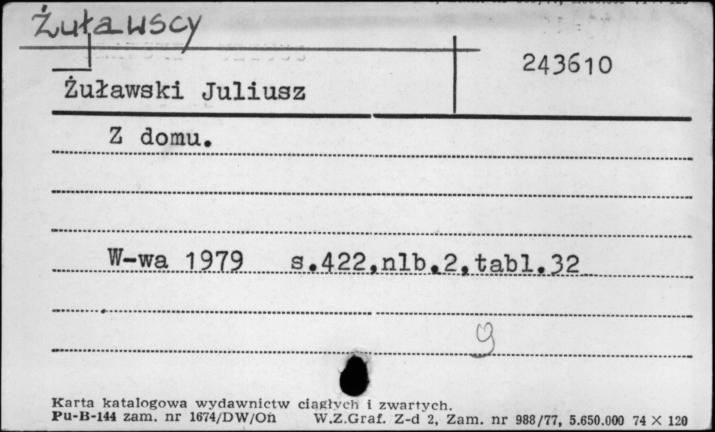 Żuławscy
243610
Żuławski Juliusz
Z domu.
W-wa 1979 s.422,nlb.2,tabl.32
9
Karta katalogowa wydawnictw ciągłych i zwartych.
Pu-B-144 zam. nr 1674/DW/Oń W.Z.Graf. Z-d 2, Zam. nr 988/77, 5.650.000 74 × 120